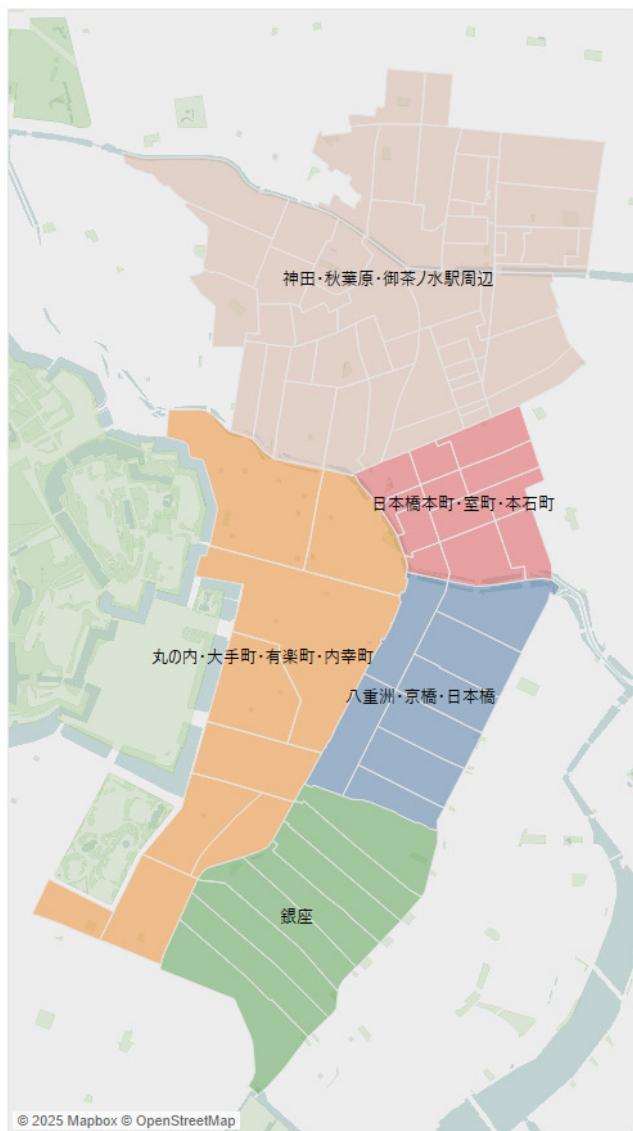 神田・秋葉原・御茶ノ水駅周辺
日本橋本町・室町・本石町
丸の内・大手町・有楽町・内幸町
八重洲・京橋・日本橋
銀座
© 2025 Mapbox © OpenStreetMap